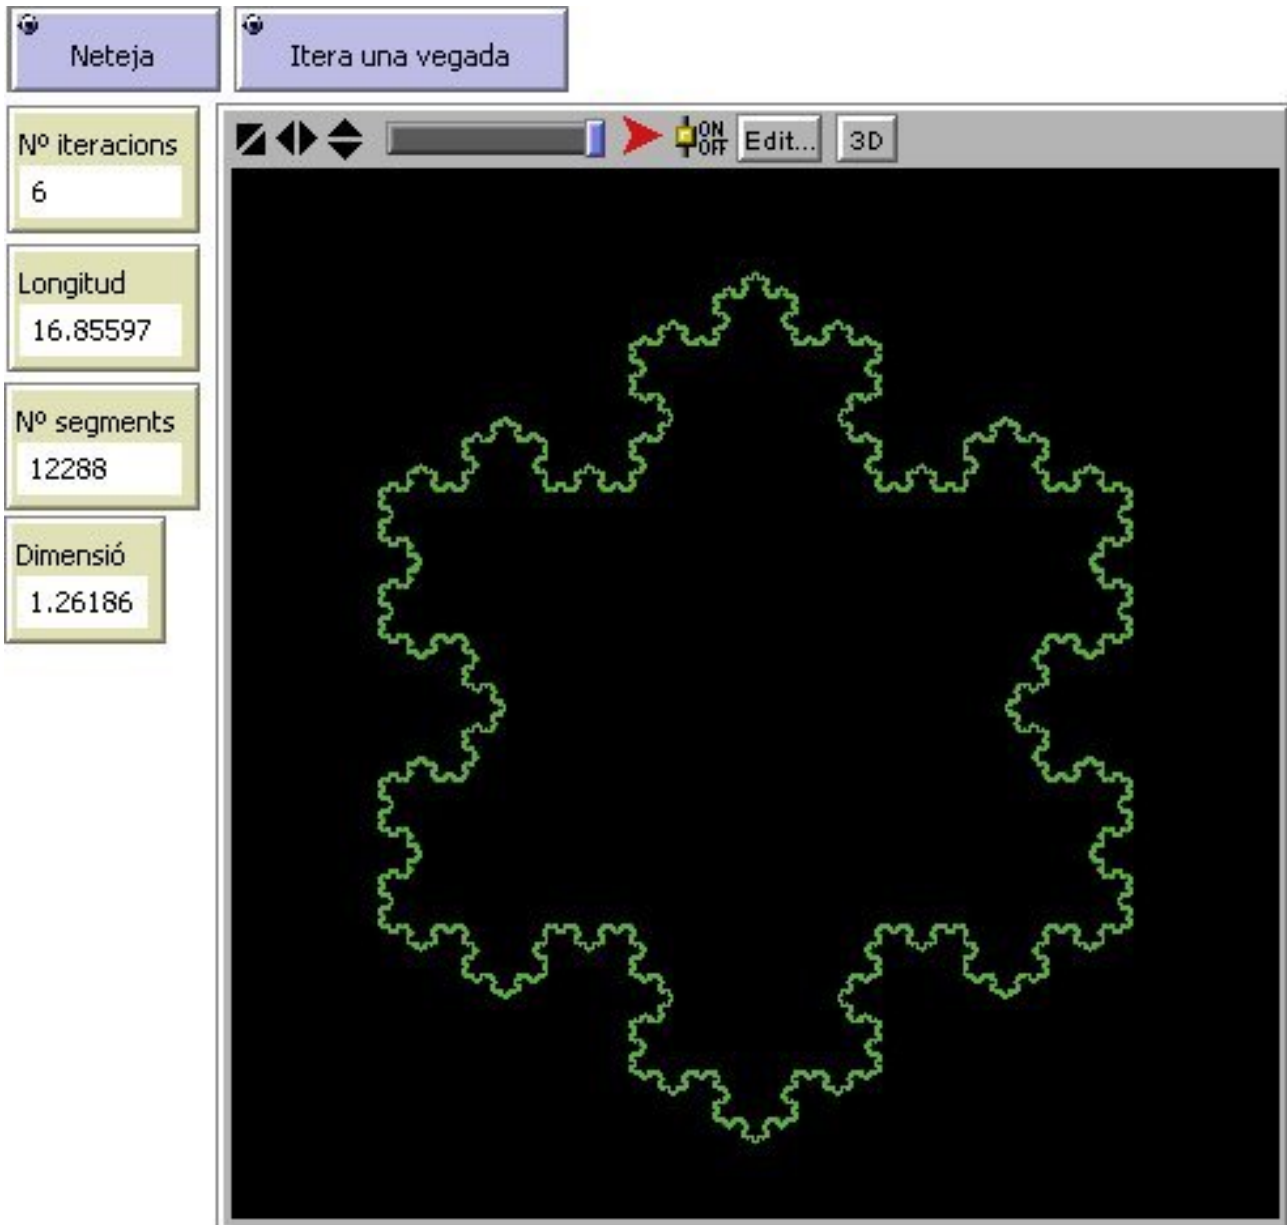 Neteja
Itera una vegada
Nº iteracions
6
ON
OFF
Edit...
3D
Longitud
16.85597
Nº segments
12288
Dimensió
1.26186